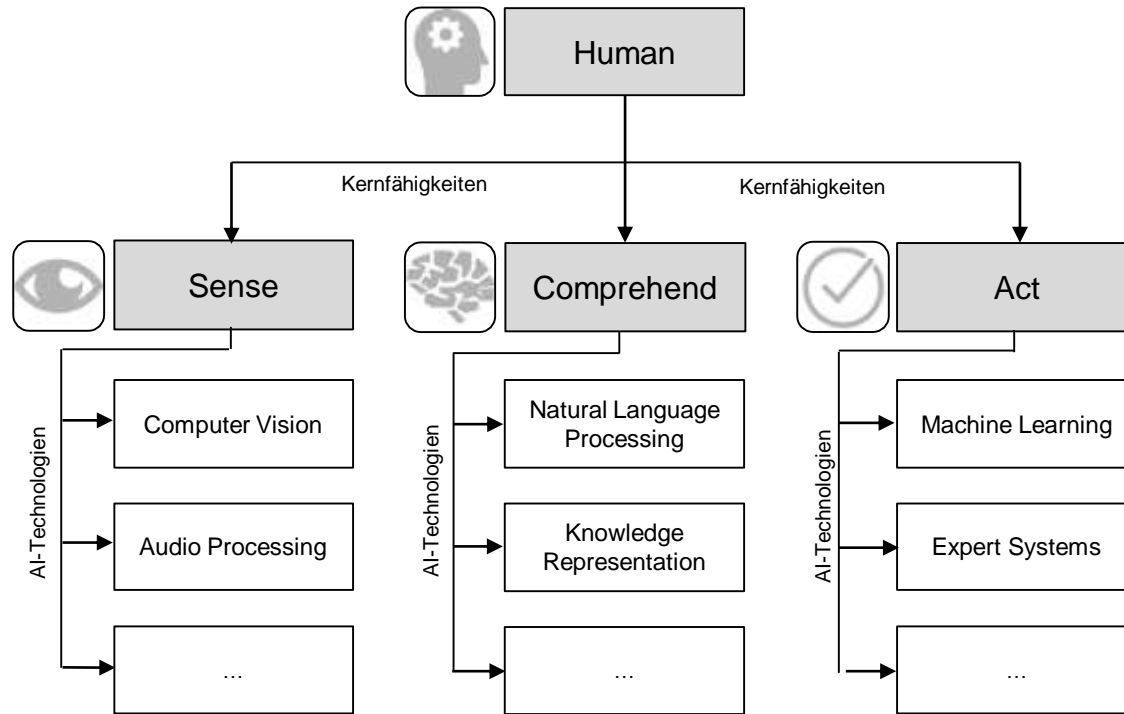 Human
Kernfähigkeiten
Kernfähigkeiten
Sense
Comprehend
Act
AI-Technologien
Computer Vision
Audio Processing
...
AI-Technologien
Natural Language
Processing
Knowledge
Representation
...
AI-Technologien
Machine Learning
Expert Systems
...